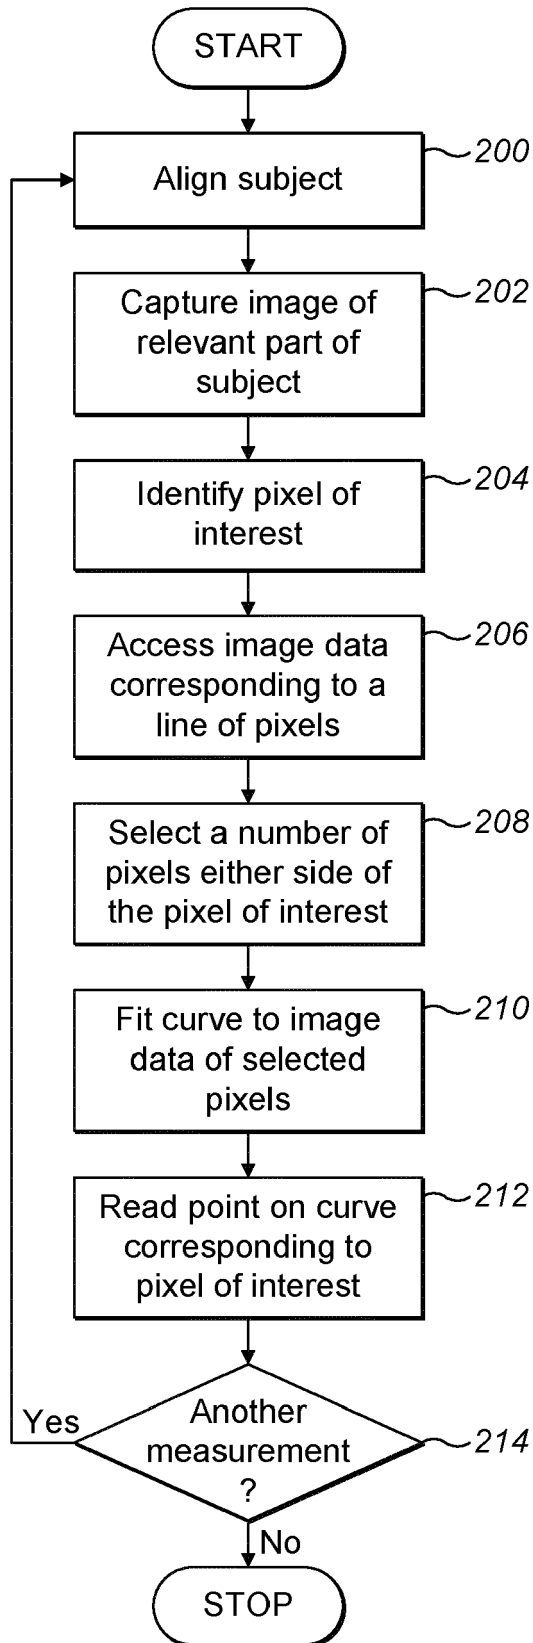 START
Align subject
200
Capture image of
relevant part of
subject
202
Identify pixel of
interest
204
Access image data
corresponding to a
line of pixels
206
Select a number of
pixels either side of
the pixel of interest
208
Fit curve to image
data of selected
pixels
210
Read point on curve
corresponding to
pixel of interest
212
Yes
Another
measurement
?
214
No
STOP